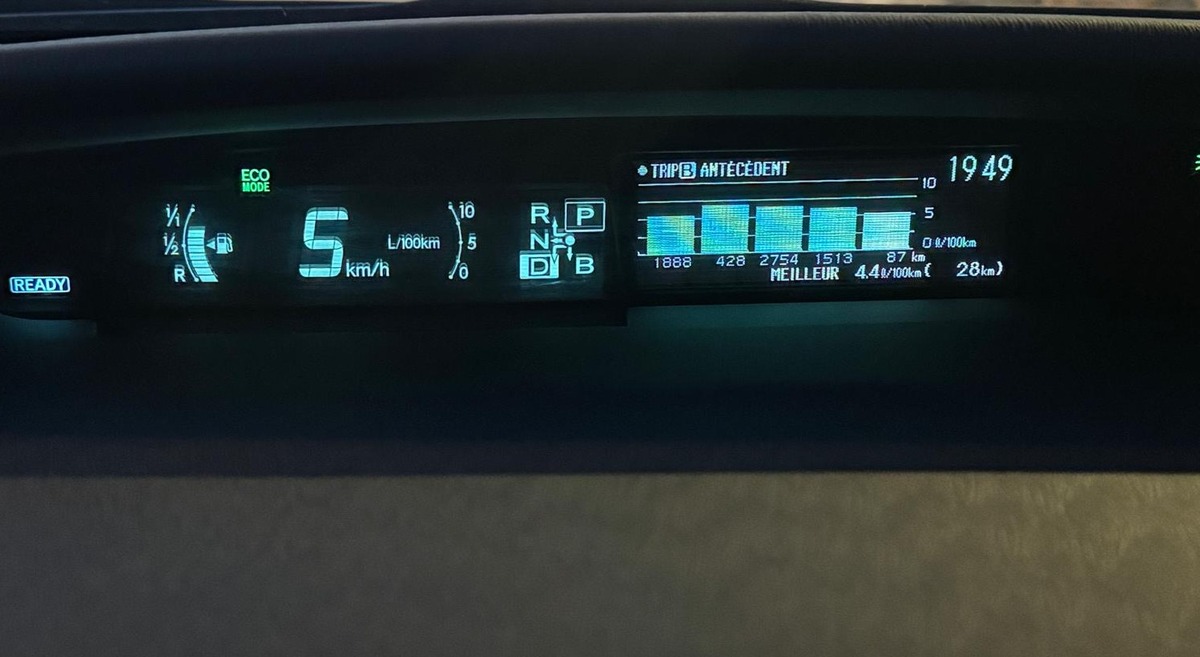 ECO
MODE
1/1
1/2
R
READY
5 km/h
L/100km
10
5
0
R P
N
D B
TRIP B ANTÉCÉDENT 1949
10
5
0 ℓ/100km
1888 428 2754 1513 87 km
MEILLEUR 4.4ℓ/100km( 28km)